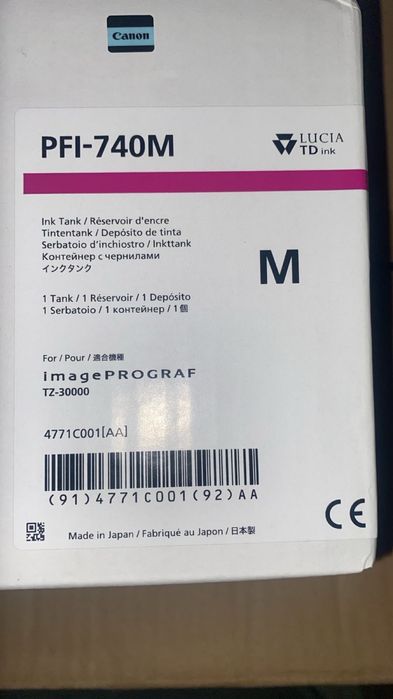 Canon
PFI-740M
LUCIA
TD ink
Ink Tank / Réservoir d'encre
Tintentank / Depósito de tinta
Serbatoio d'inchiostro / Inkttank
Контейнер с чернилами
インクタンク
M
1 Tank / 1 Réservoir / 1 Depósito
1 Serbatoio / 1 контейнер / 1個
For / Pour / 適合機種
imagePROGRAF
TZ-30000
4771C001[AA]
(91)4771C001(92)AA
CE
Made in Japan / Fabriqué au Japon / 日本製